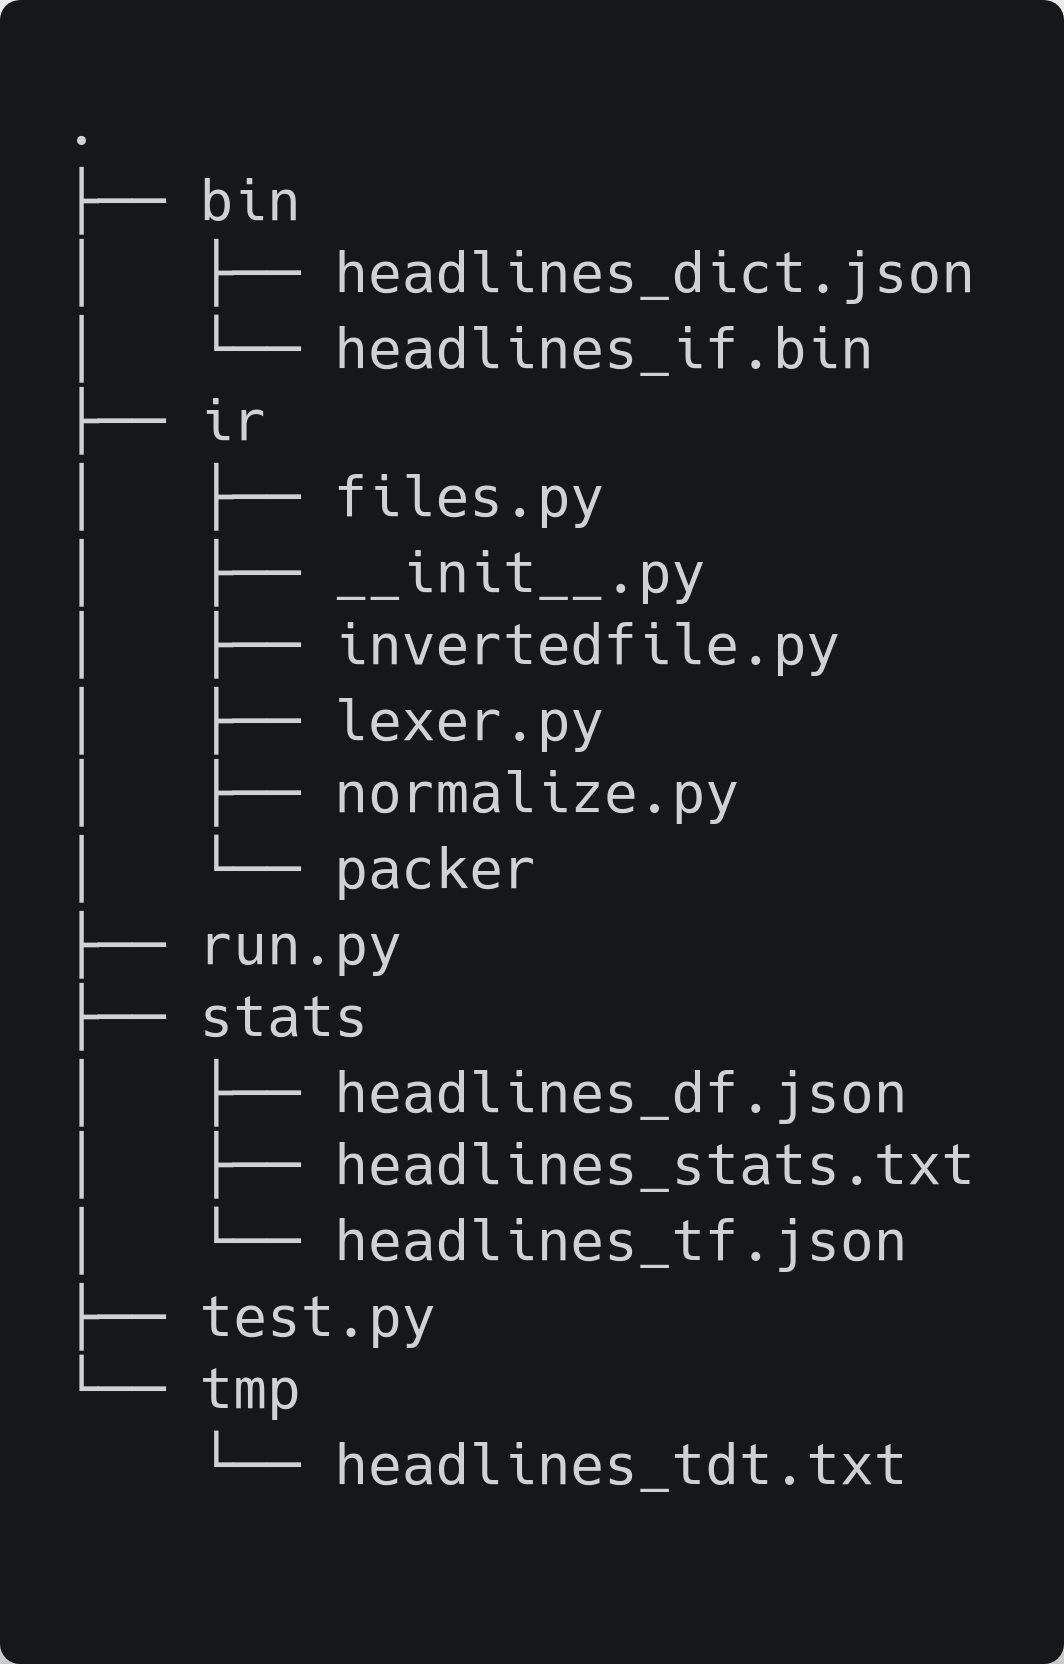 .
├── bin
│   ├── headlines_dict.json
│   └── headlines_if.bin
├── ir
│   ├── files.py
│   ├── __init__.py
│   ├── invertedfile.py
│   ├── lexer.py
│   ├── normalize.py
│   └── packer
├── run.py
├── stats
│   ├── headlines_df.json
│   ├── headlines_stats.txt
│   └── headlines_tf.json
├── test.py
└── tmp
    └── headlines_tdt.txt